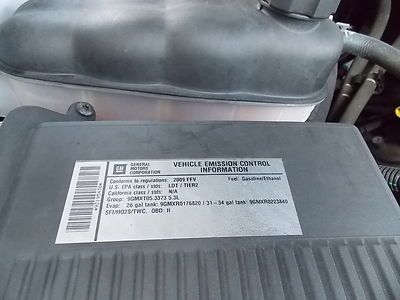 GM
GENERAL MOTORS CORPORATION
VEHICLE EMISSION CONTROL INFORMATION
Conforms to regulations: 2009 FFV Fuel: Gasoline/Ethanol
U.S. EPA class / stds: LDT / TIER2
California class / stds: N/A
Group: 9GMXT05.3373 5.3L
Evap: 26 gal tank: 9GMXR0176820 / 31-34 gal tank: 9GMXR0223840
SFI/HO2S/TWC, OBD: II